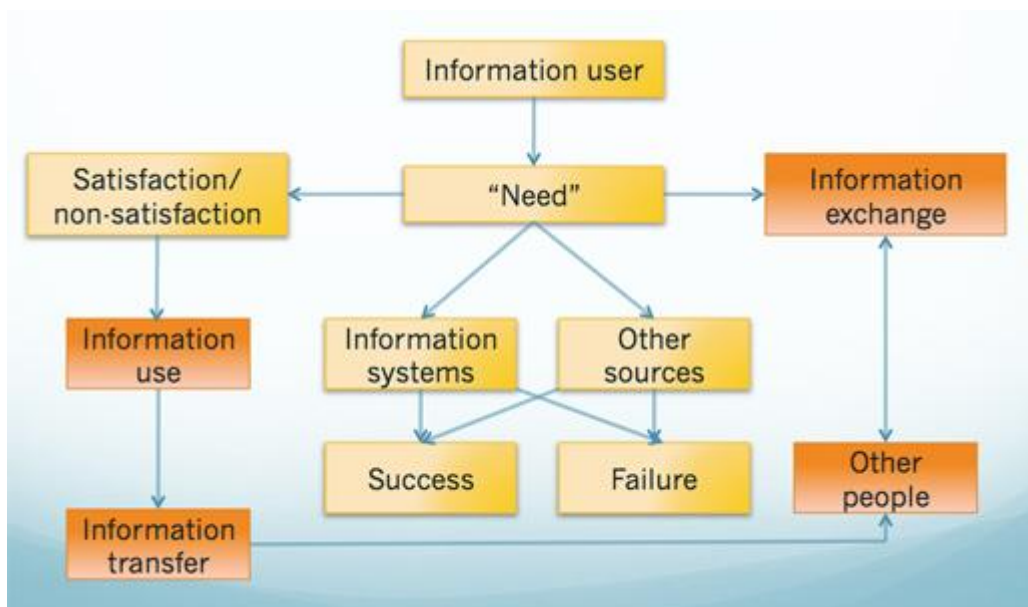 Information user
Satisfaction/
non-satisfaction
“Need”
Information
exchange
Information
use
Information
systems
Other
sources
Success
Failure
Other
people
Information
transfer